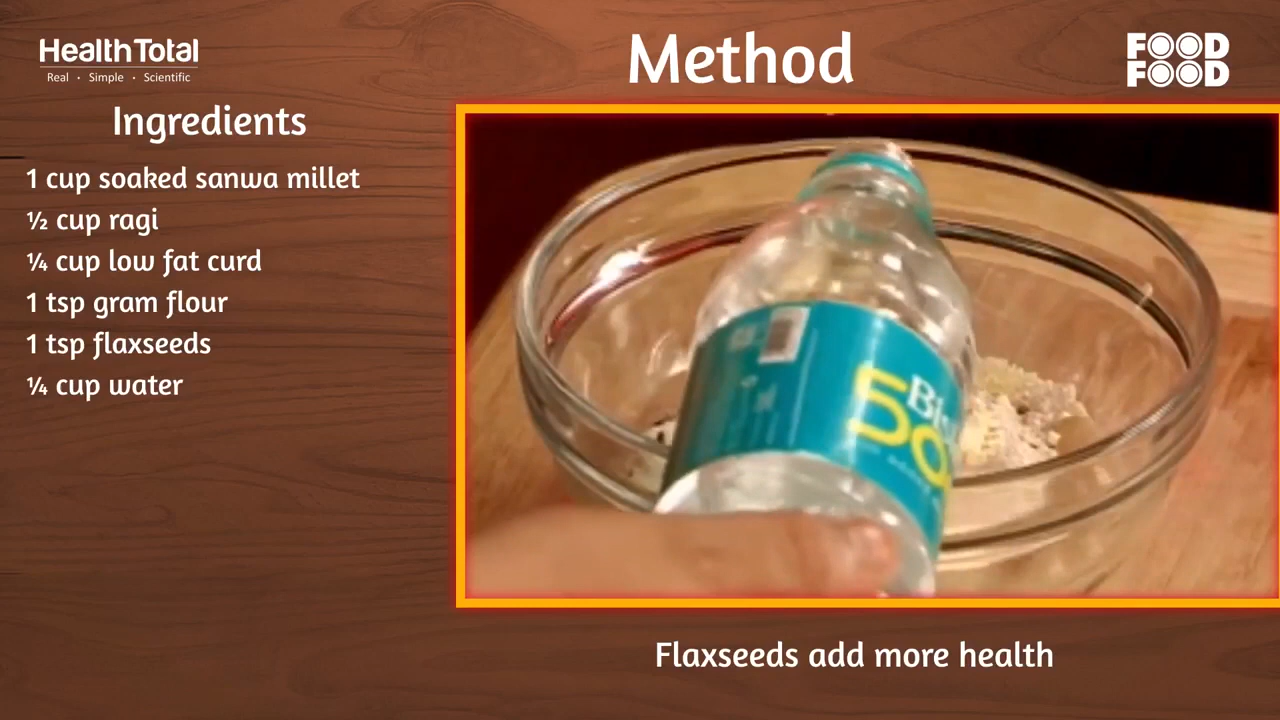 HealthTotal
Real · Simple · Scientific
Method
FOOD
FOOD
Ingredients
1 cup soaked sanwa millet
½ cup ragi
¼ cup low fat curd
1 tsp gram flour
1 tsp flaxseeds
¼ cup water
50
Flaxseeds add more health